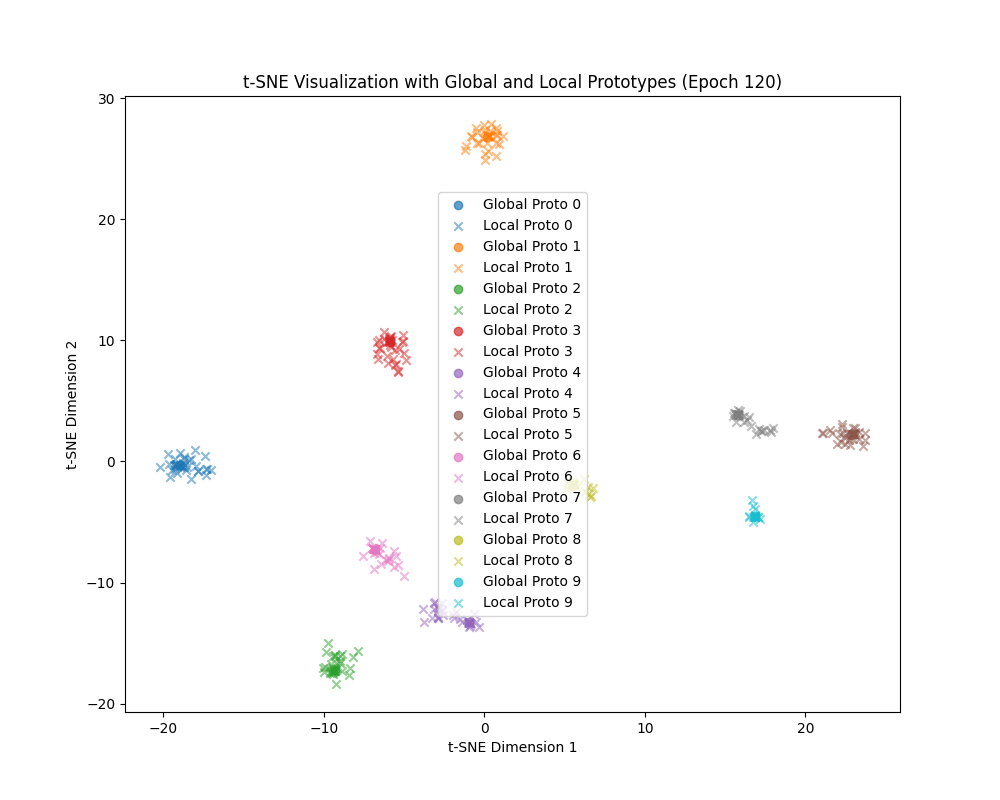 t-SNE Visualization with Global and Local Prototypes (Epoch 120)
30
20
10
0
−10
−20
t-SNE Dimension 2
Global Proto 0
Local Proto 0
Global Proto 1
Local Proto 1
Global Proto 2
Local Proto 2
Global Proto 3
Local Proto 3
Global Proto 4
Local Proto 4
Global Proto 5
Local Proto 5
Global Proto 6
Local Proto 6
Global Proto 7
Local Proto 7
Global Proto 8
Local Proto 8
Global Proto 9
Local Proto 9
−20 −10 0 10 20
t-SNE Dimension 1